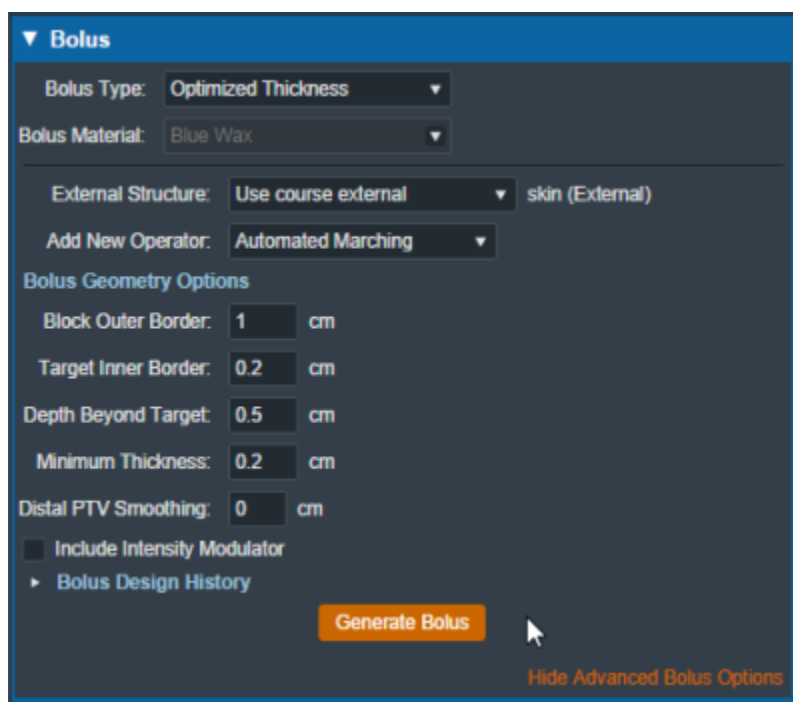 ▼ Bolus
Bolus Type: Optimized Thickness
Bolus Material: Blue Wax
External Structure: Use course external skin (External)
Add New Operator: Automated Marching
Bolus Geometry Options
Block Outer Border: 1 cm
Target Inner Border: 0.2 cm
Depth Beyond Target: 0.5 cm
Minimum Thickness: 0.2 cm
Distal PTV Smoothing: 0 cm
Include Intensity Modulator
Bolus Design History
Generate Bolus
Hide Advanced Bolus Options